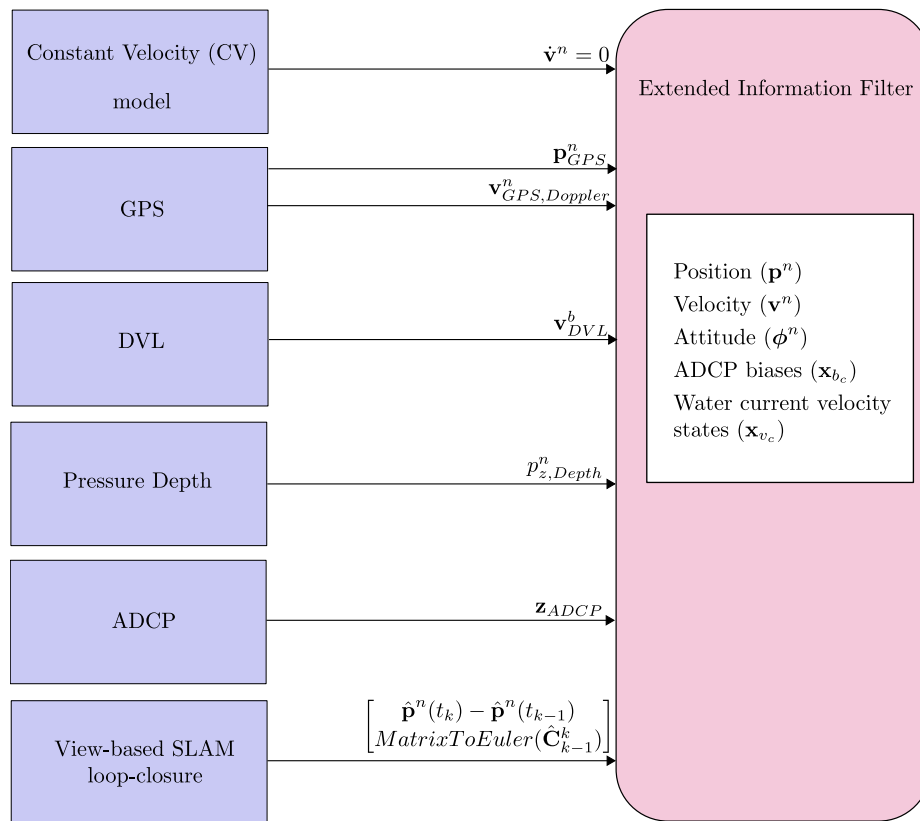 Constant Velocity (CV)
model
v̇ⁿ = 0
Extended Information Filter
GPS
pⁿ_GPS
vⁿ_GPS,Doppler
DVL
vᵇ_DVL
Position (pⁿ)
Velocity (vⁿ)
Attitude (ϕⁿ)
ADCP biases (x_b_c)
Water current velocity
states (x_v_c)
Pressure Depth
pⁿ_z,Depth
ADCP
z_ADCP
View-based SLAM
loop-closure
p̂ⁿ(t_k) − p̂ⁿ(t_k−1)
MatrixToEuler(Ĉᵏ_k−1)